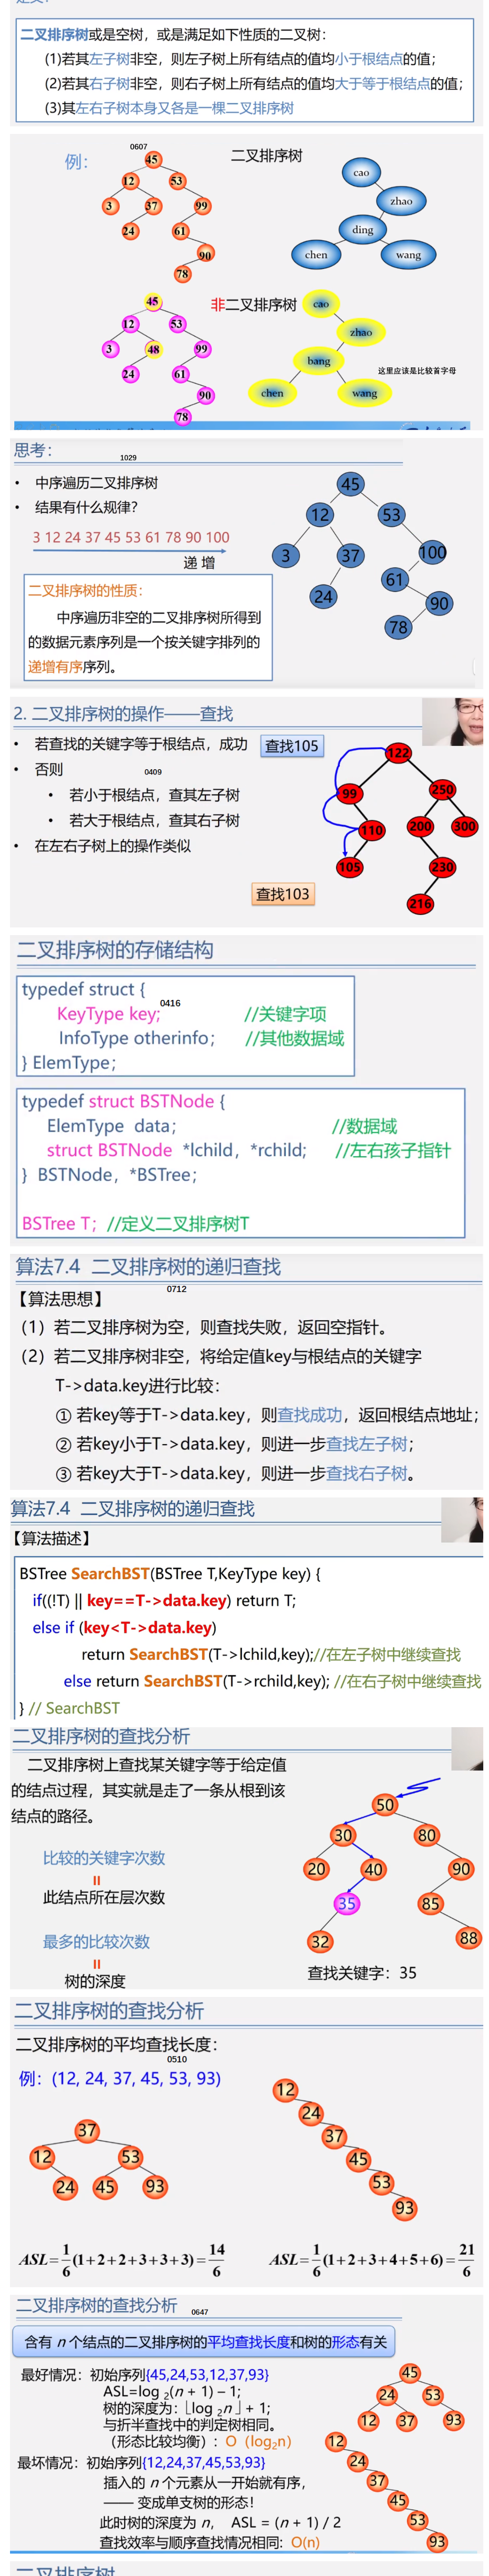 二叉排序树或是空树，或是满足如下性质的二叉树：
(1)若其左子树非空，则左子树上所有结点的值均小于根结点的值；
(2)若其右子树非空，则右子树上所有结点的值均大于等于根结点的值；
(3)其左右子树本身又各是一棵二叉排序树
0607
例：
二叉排序树
45
12 53
3 37 99
24 61
90
78
cao
zhao
ding
chen wang
非二叉排序树
45
12 53
3 48 99
24 61
90
78
cao
zhao
bang
chen wang
这里应该是比较首字母
思考：
1029
• 中序遍历二叉排序树
• 结果有什么规律？
3 12 24 37 45 53 61 78 90 100
递 增
二叉排序树的性质：
中序遍历非空的二叉排序树所得到
的数据元素序列是一个按关键字排列的
递增有序序列。
45
12 53
3 37 100
24 61
90
78
2. 二叉排序树的操作——查找
• 若查找的关键字等于根结点，成功
• 否则
0409
• 若小于根结点，查其左子树
• 若大于根结点，查其右子树
• 在左右子树上的操作类似
查找105
查找103
122
99 250
110 200 300
105 230
216
二叉排序树的存储结构
typedef struct {
0416
KeyType key; //关键字项
InfoType otherinfo; //其他数据域
} ElemType;
typedef struct BSTNode {
ElemType data; //数据域
struct BSTNode *lchild, *rchild; //左右孩子指针
} BSTNode, *BSTree;
BSTree T; //定义二叉排序树T
算法7.4 二叉排序树的递归查找
0712
【算法思想】
（1）若二叉排序树为空，则查找失败，返回空指针。
（2）若二叉排序树非空，将给定值key与根结点的关键字
T->data.key进行比较：
① 若key等于T->data.key，则查找成功，返回根结点地址；
② 若key小于T->data.key，则进一步查找左子树；
③ 若key大于T->data.key，则进一步查找右子树。
算法7.4 二叉排序树的递归查找
【算法描述】
BSTree SearchBST(BSTree T,KeyType key) {
if((!T) || key==T->data.key) return T;
else if (key<T->data.key)
return SearchBST(T->lchild,key);//在左子树中继续查找
else return SearchBST(T->rchild,key); //在右子树中继续查找
} // SearchBST
二叉排序树的查找分析
二叉排序树上查找某关键字等于给定值
的结点过程，其实就是走了一条从根到该
结点的路径。
比较的关键字次数
=
此结点所在层次数
最多的比较次数
=
树的深度
50
30 80
20 40 90
35 85
32 88
查找关键字：35
二叉排序树的查找分析
二叉排序树的平均查找长度：
0510
例：(12, 24, 37, 45, 53, 93)
37
12 53
24 45 93
12
24
37
45
53
93
ASL=1/6(1+2+2+3+3+3)=14/6
ASL=1/6(1+2+3+4+5+6)=21/6
二叉排序树的查找分析
0647
含有 n 个结点的二叉排序树的平均查找长度和树的形态有关
最好情况：初始序列{45,24,53,12,37,93}
ASL=log ₂(n + 1) – 1;
树的深度为：⌊log ₂n⌋ + 1;
与折半查找中的判定树相同。
（形态比较均衡）：O（log₂n）
45
24 53
12 37 93
最坏情况：初始序列{12,24,37,45,53,93}
插入的 n 个元素从一开始就有序，
—— 变成单支树的形态！
此时树的深度为 n， ASL = (n + 1) / 2
查找效率与顺序查找情况相同：O(n)
12
24
37
45
53
93